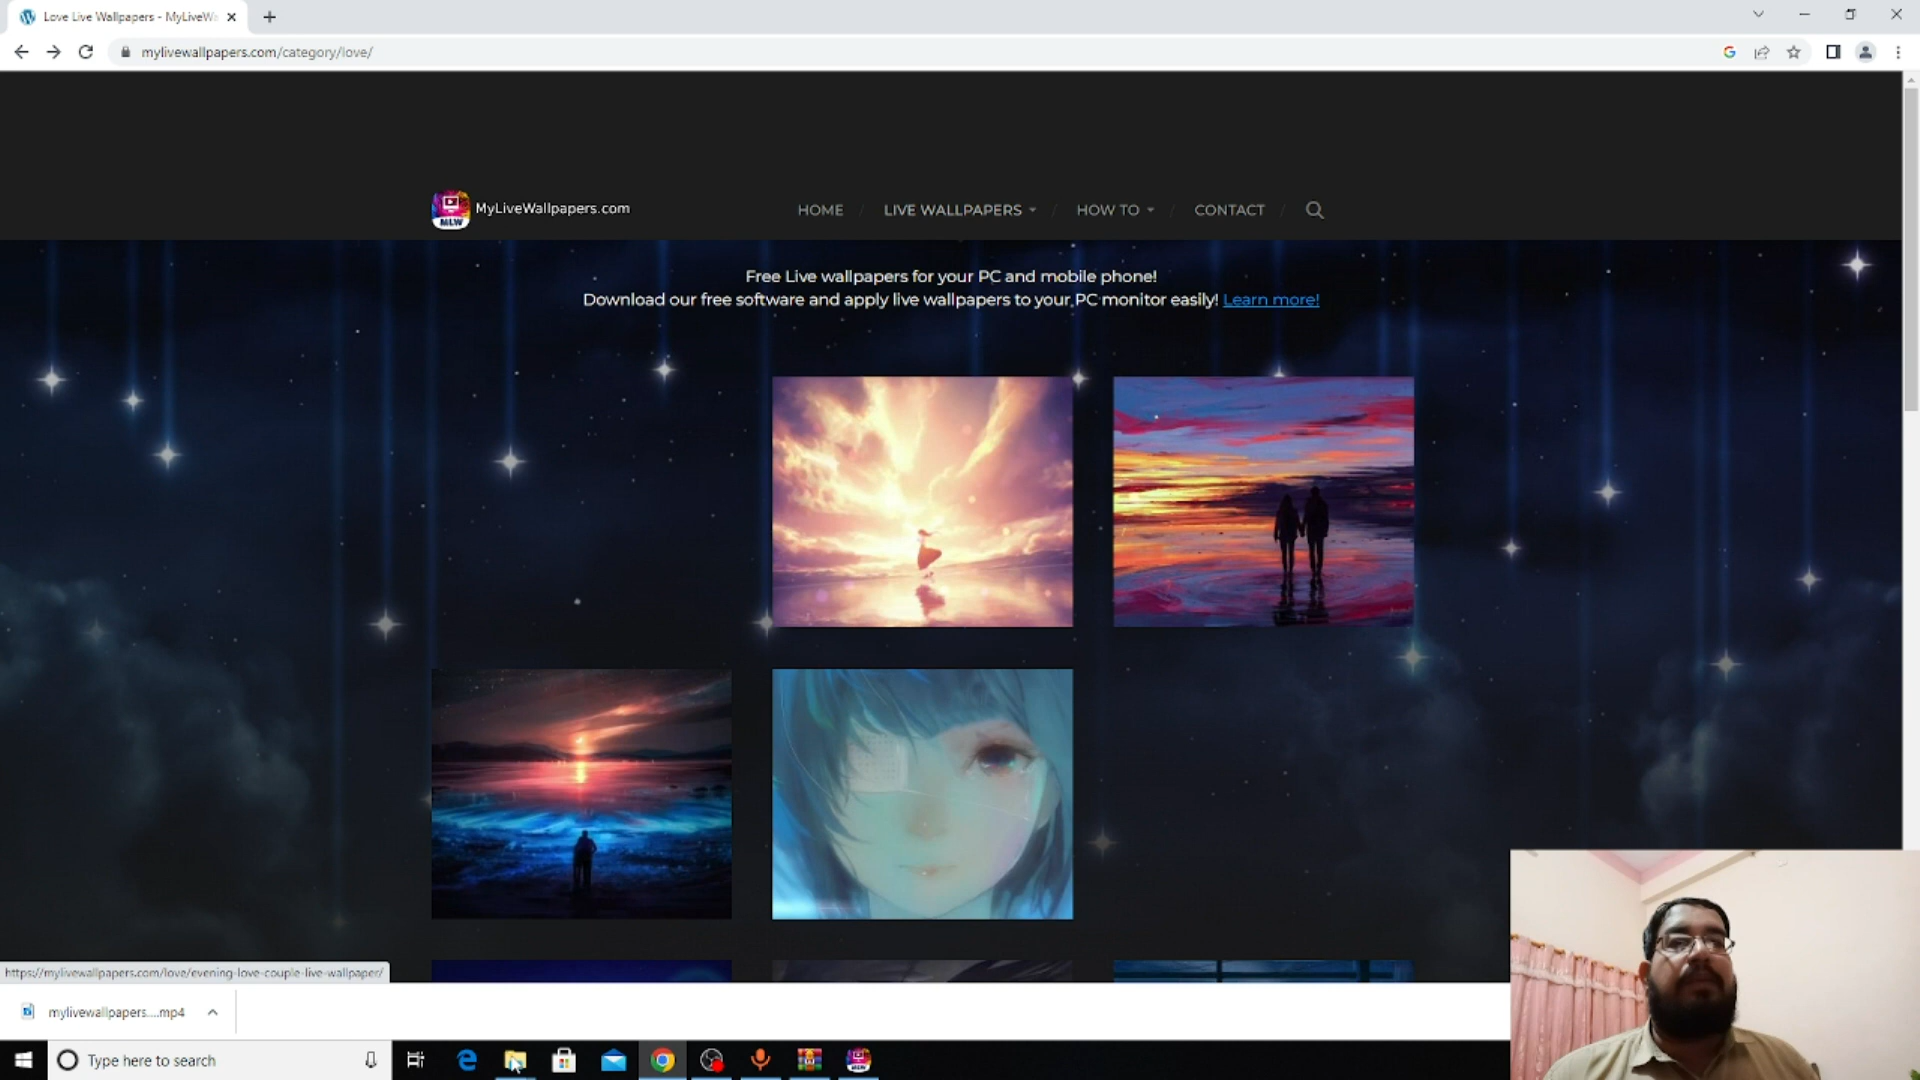 Love Live Wallpapers - MyLiveW
mylivewallpapers.com/category/love/
MLW
MyLiveWallpapers.com
HOME
LIVE WALLPAPERS
HOW TO
CONTACT
Free Live wallpapers for your PC and mobile phone!
Download our free software and apply live wallpapers to your PC monitor easily! Learn more!
https://mylivewallpapers.com/love/evening-love-couple-live-wallpaper/
mylivewallpapers....mp4
Type here to search
MLW